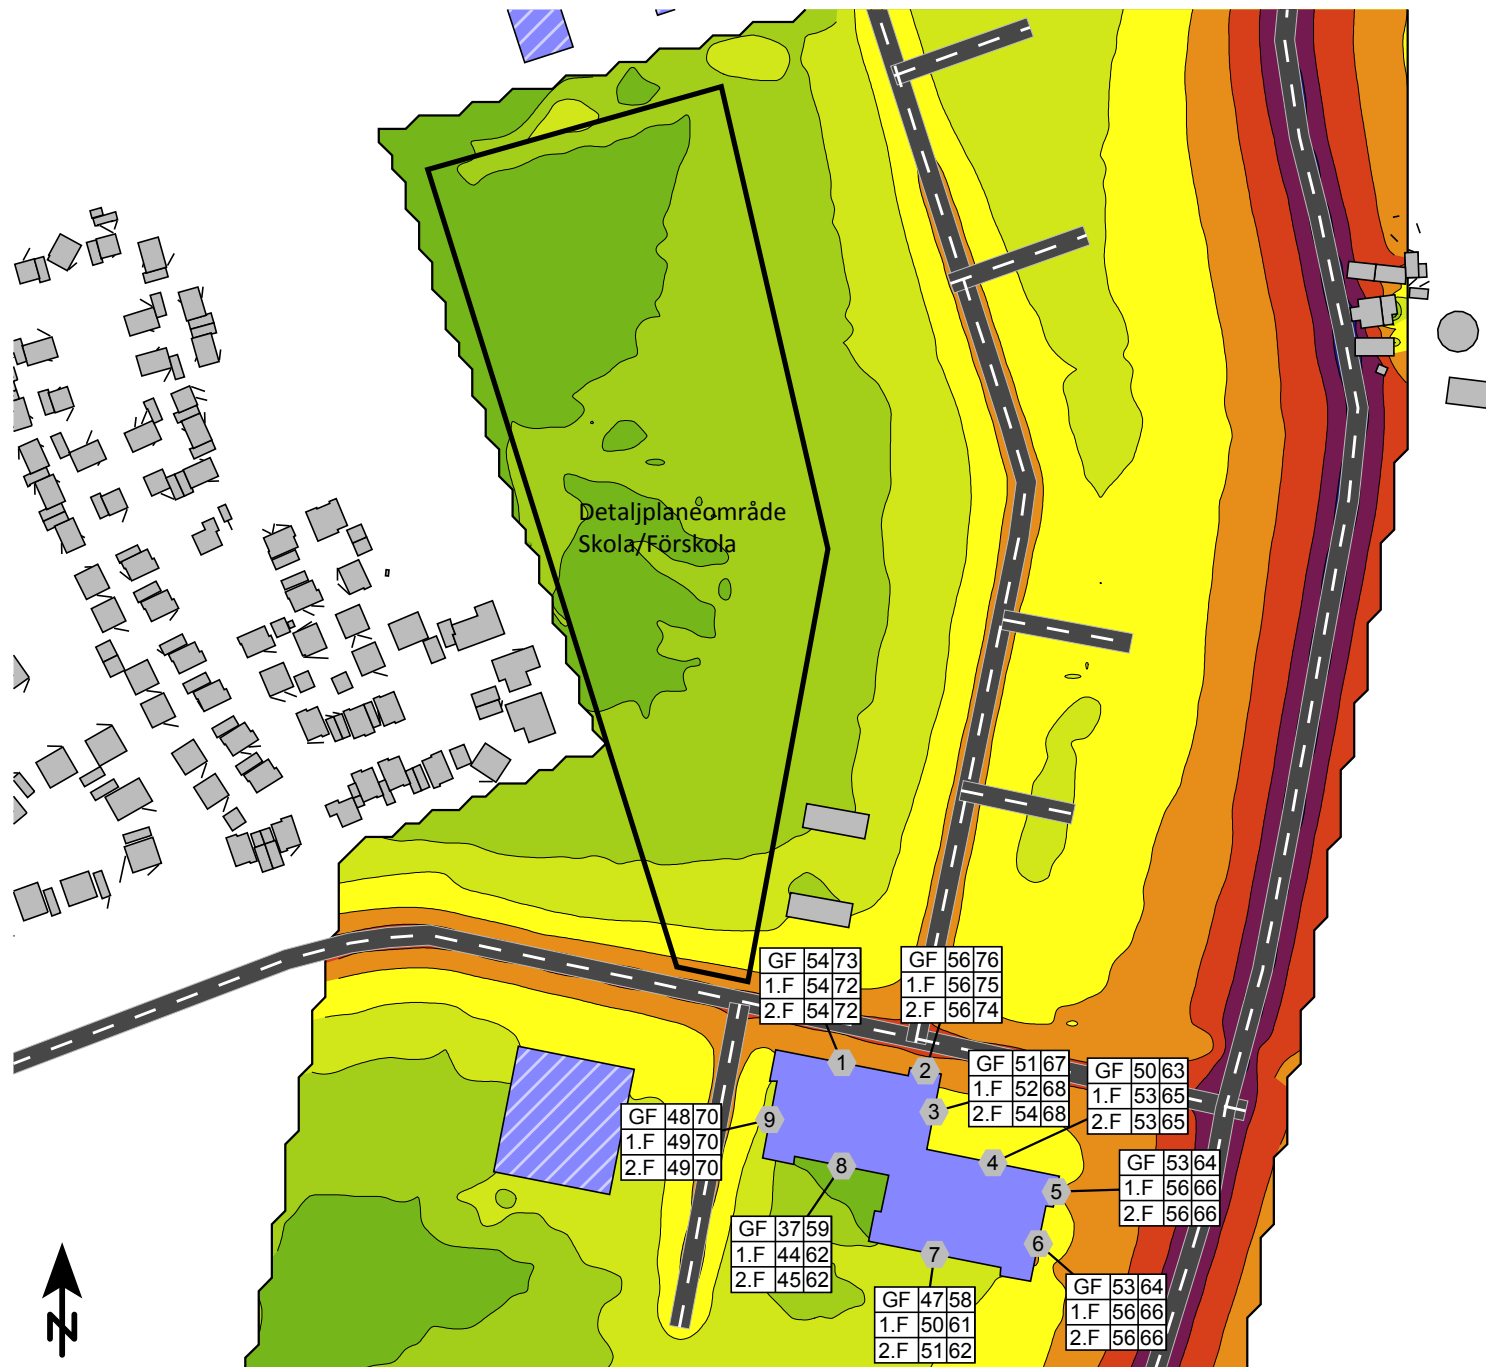 Detaljplaneområde
Skola/Förskola
GF 54 73
1.F 54 72
2.F 54 72
GF 56 76
1.F 56 75
2.F 56 74
1
2
GF 51 67
1.F 52 68
2.F 54 68
GF 50 63
1.F 53 65
2.F 53 65
3
GF 48 70
1.F 49 70
2.F 49 70
9
8
4
GF 53 64
1.F 56 66
2.F 56 66
5
GF 37 59
1.F 44 62
2.F 45 62
7
6
GF 47 58
1.F 50 61
2.F 51 62
GF 53 64
1.F 56 66
2.F 56 66
N